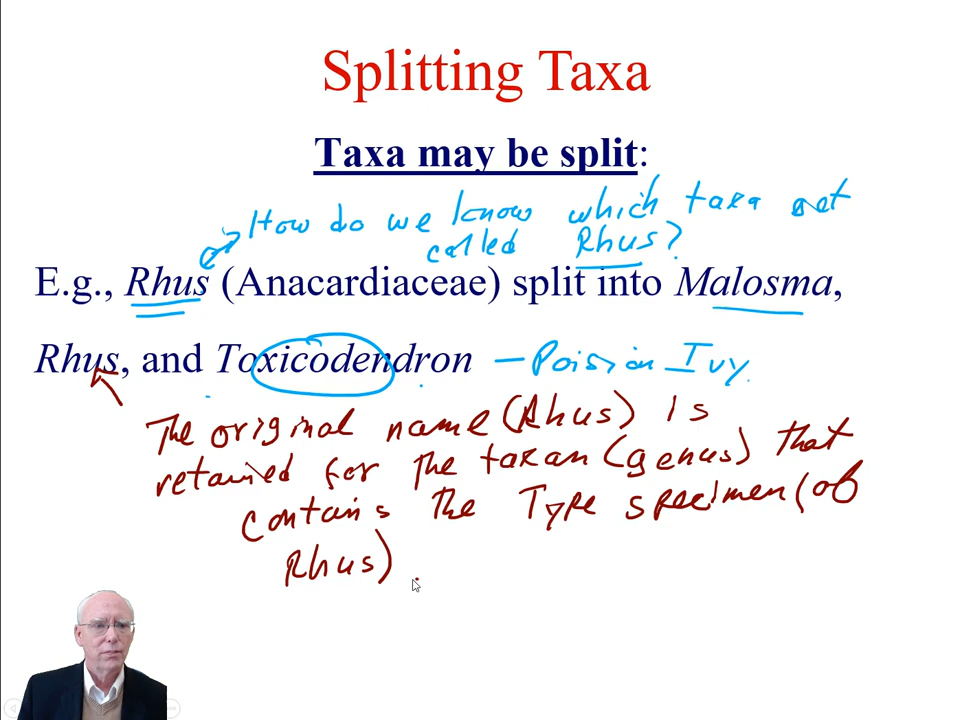 Splitting Taxa
Taxa may be split:
How do we know which taxa get
called Rhus?
E.g., Rhus (Anacardiaceae) split into Malosma,
Rhus, and Toxicodendron – Poision Ivy
The original name (Rhus) is
retained for the taxan (genus) that
contains the Type specimen (of
Rhus).